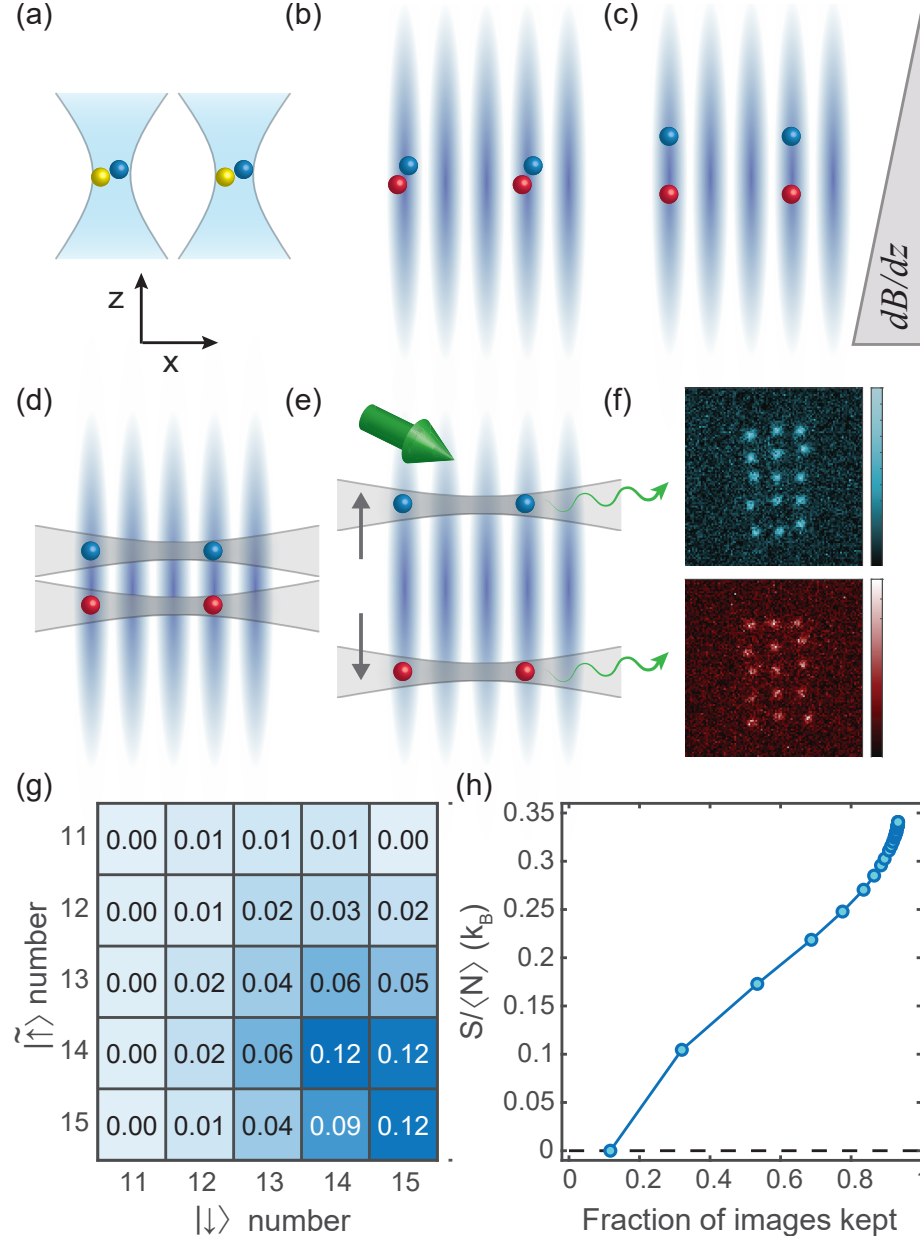 (a)
(b)
(c)
z
x
dB/dz
(d)
(e)
(f)
(g)
11 0.00 0.01 0.01 0.01 0.00
12 0.00 0.01 0.02 0.03 0.02
13 0.00 0.02 0.04 0.06 0.05
14 0.00 0.02 0.06 0.12 0.12
15 0.00 0.01 0.04 0.09 0.12
11 12 13 14 15
|↑̃⟩ number
|↓⟩ number
(h)
0.35
0.3
0.25
0.2
0.15
0.1
0.05
0
0 0.2 0.4 0.6 0.8 1
S/⟨N⟩ (k_B)
Fraction of images kept